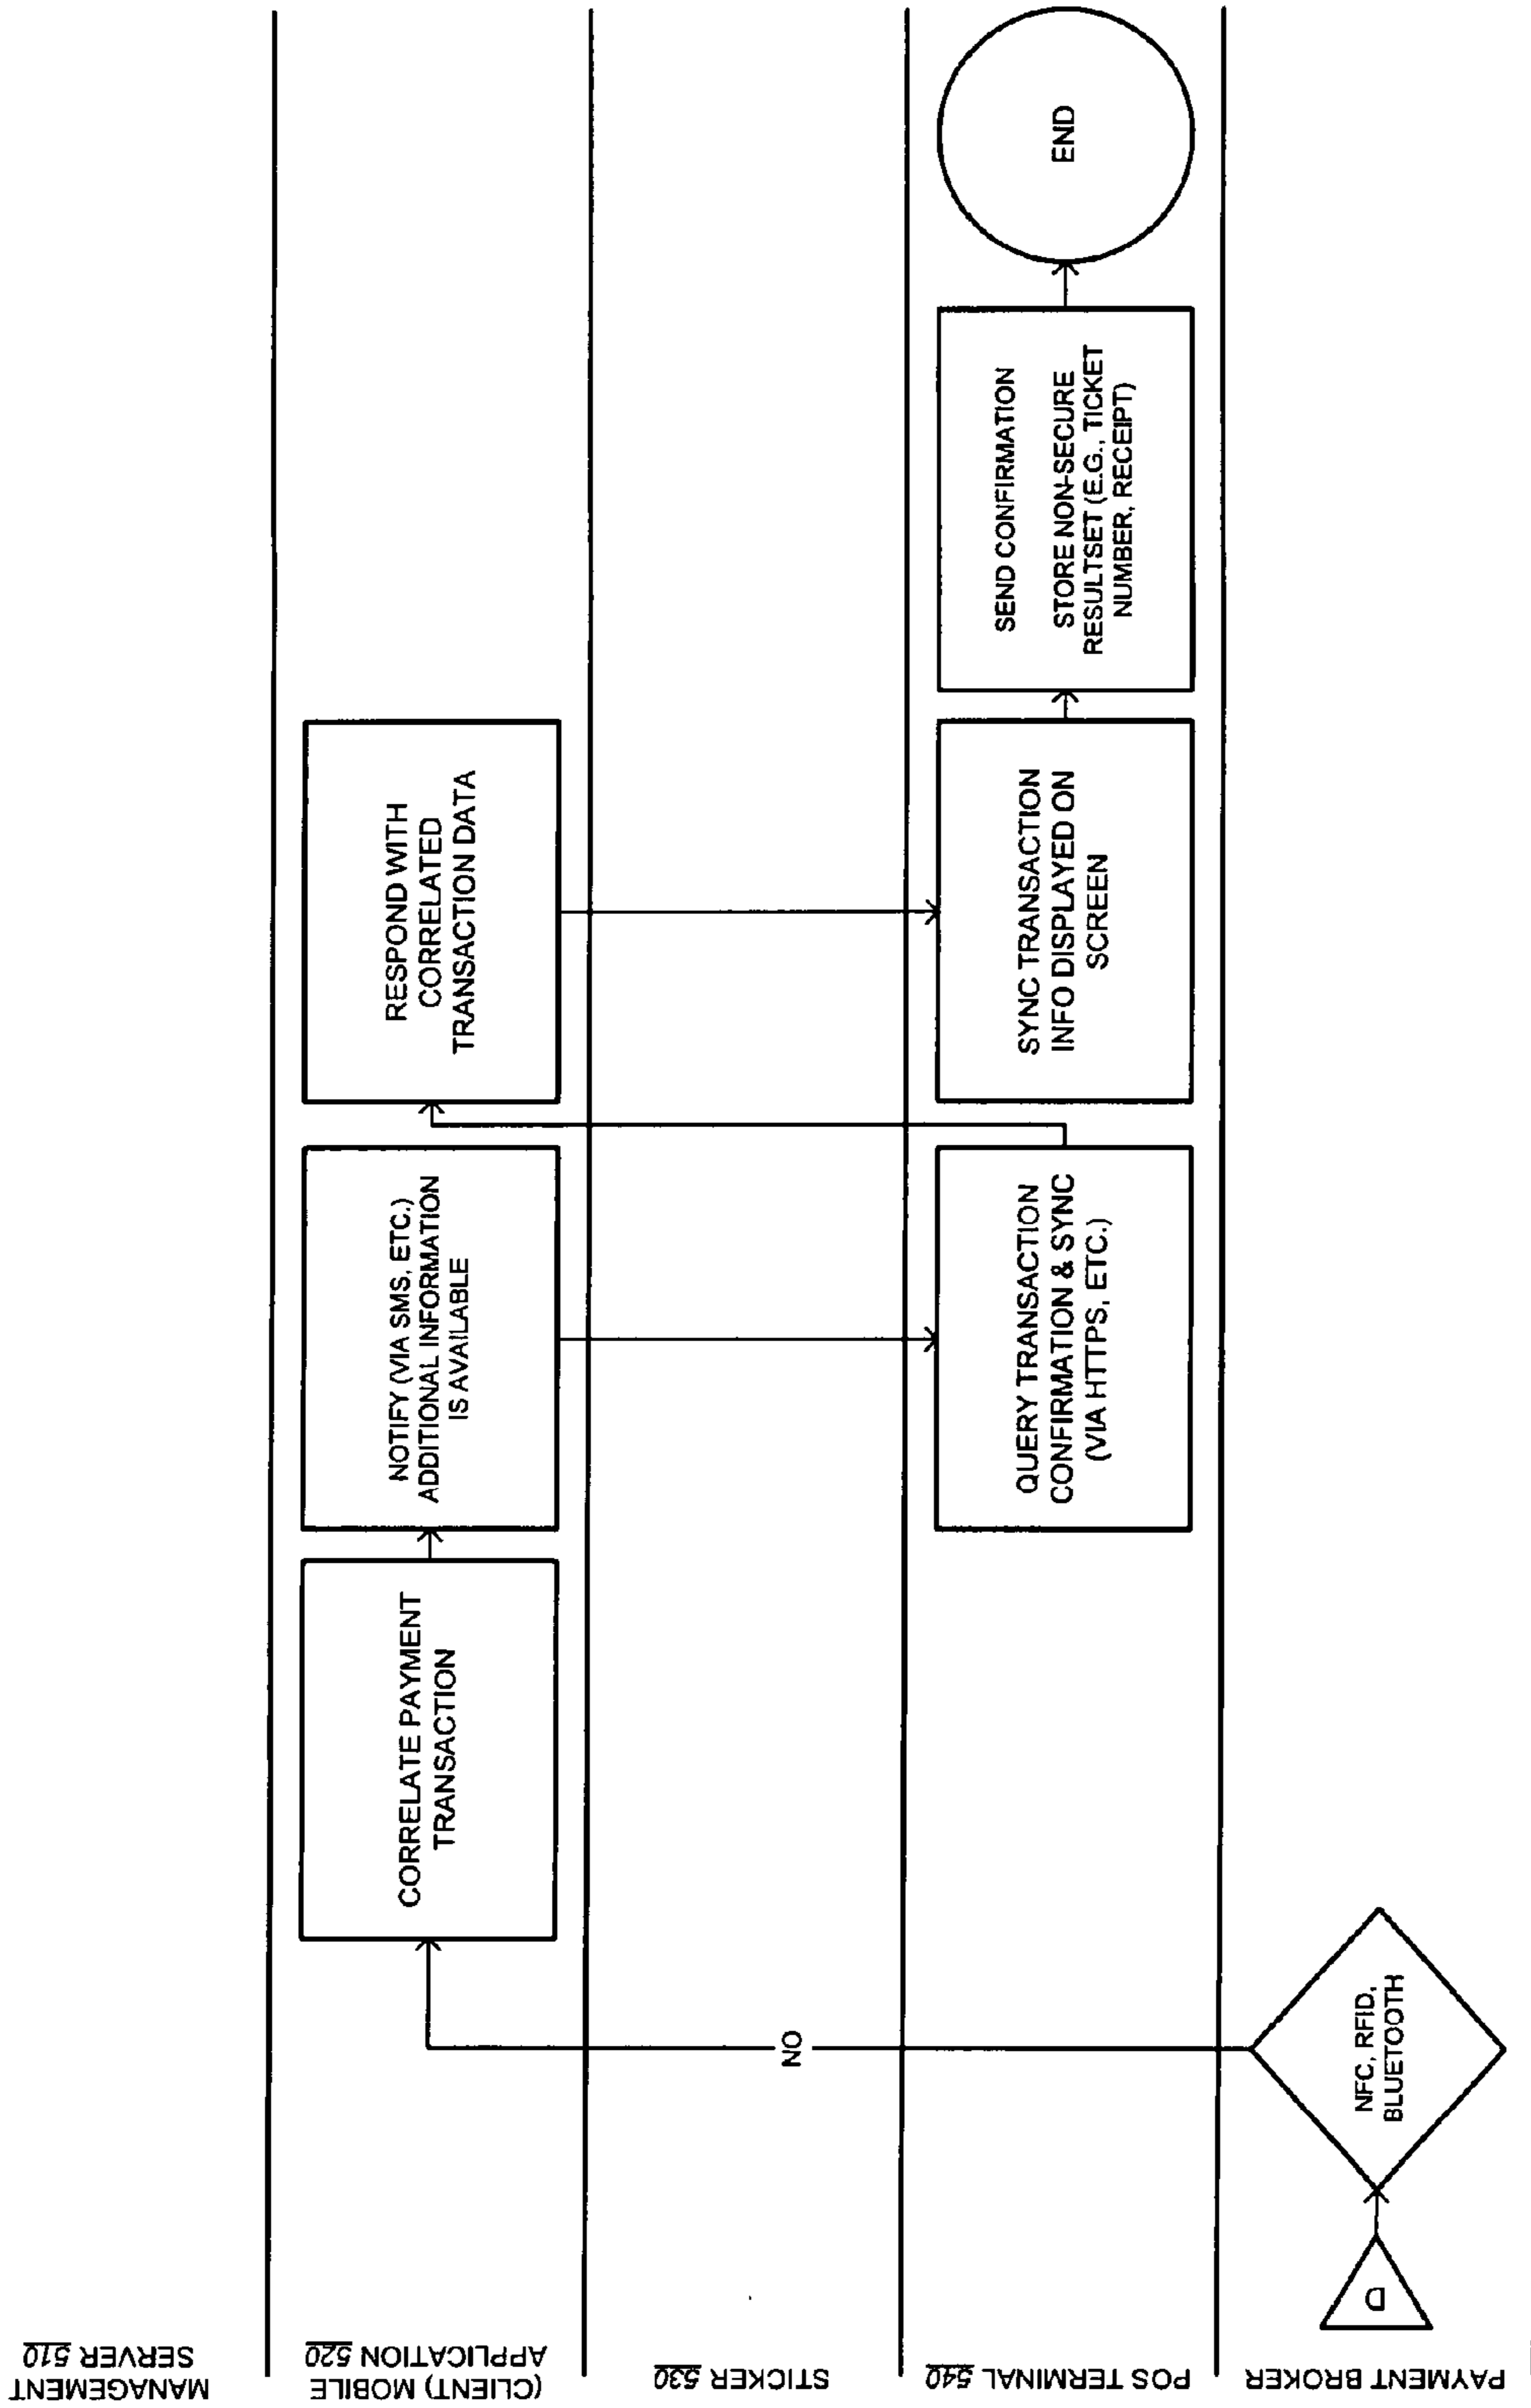 MANAGEMENT
SERVER 510
(CLIENT) MOBILE
APPLICATION 520
STICKER 530
POS TERMINAL 540
PAYMENT BROKER
D
NFC, RFID,
BLUETOOTH
NO
CORRELATE PAYMENT
TRANSACTION
NOTIFY (VIA SMS, ETC.)
ADDITIONAL INFORMATION
IS AVAILABLE
QUERY TRANSACTION
CONFIRMATION & SYNC
(VIA HTTPS, ETC.)
RESPOND WITH
CORRELATED
TRANSACTION DATA
SYNC TRANSACTION
INFO DISPLAYED ON
SCREEN
SEND CONFIRMATION
STORE NON-SECURE
RESULTSET (E.G., TICKET
NUMBER, RECEIPT)
END